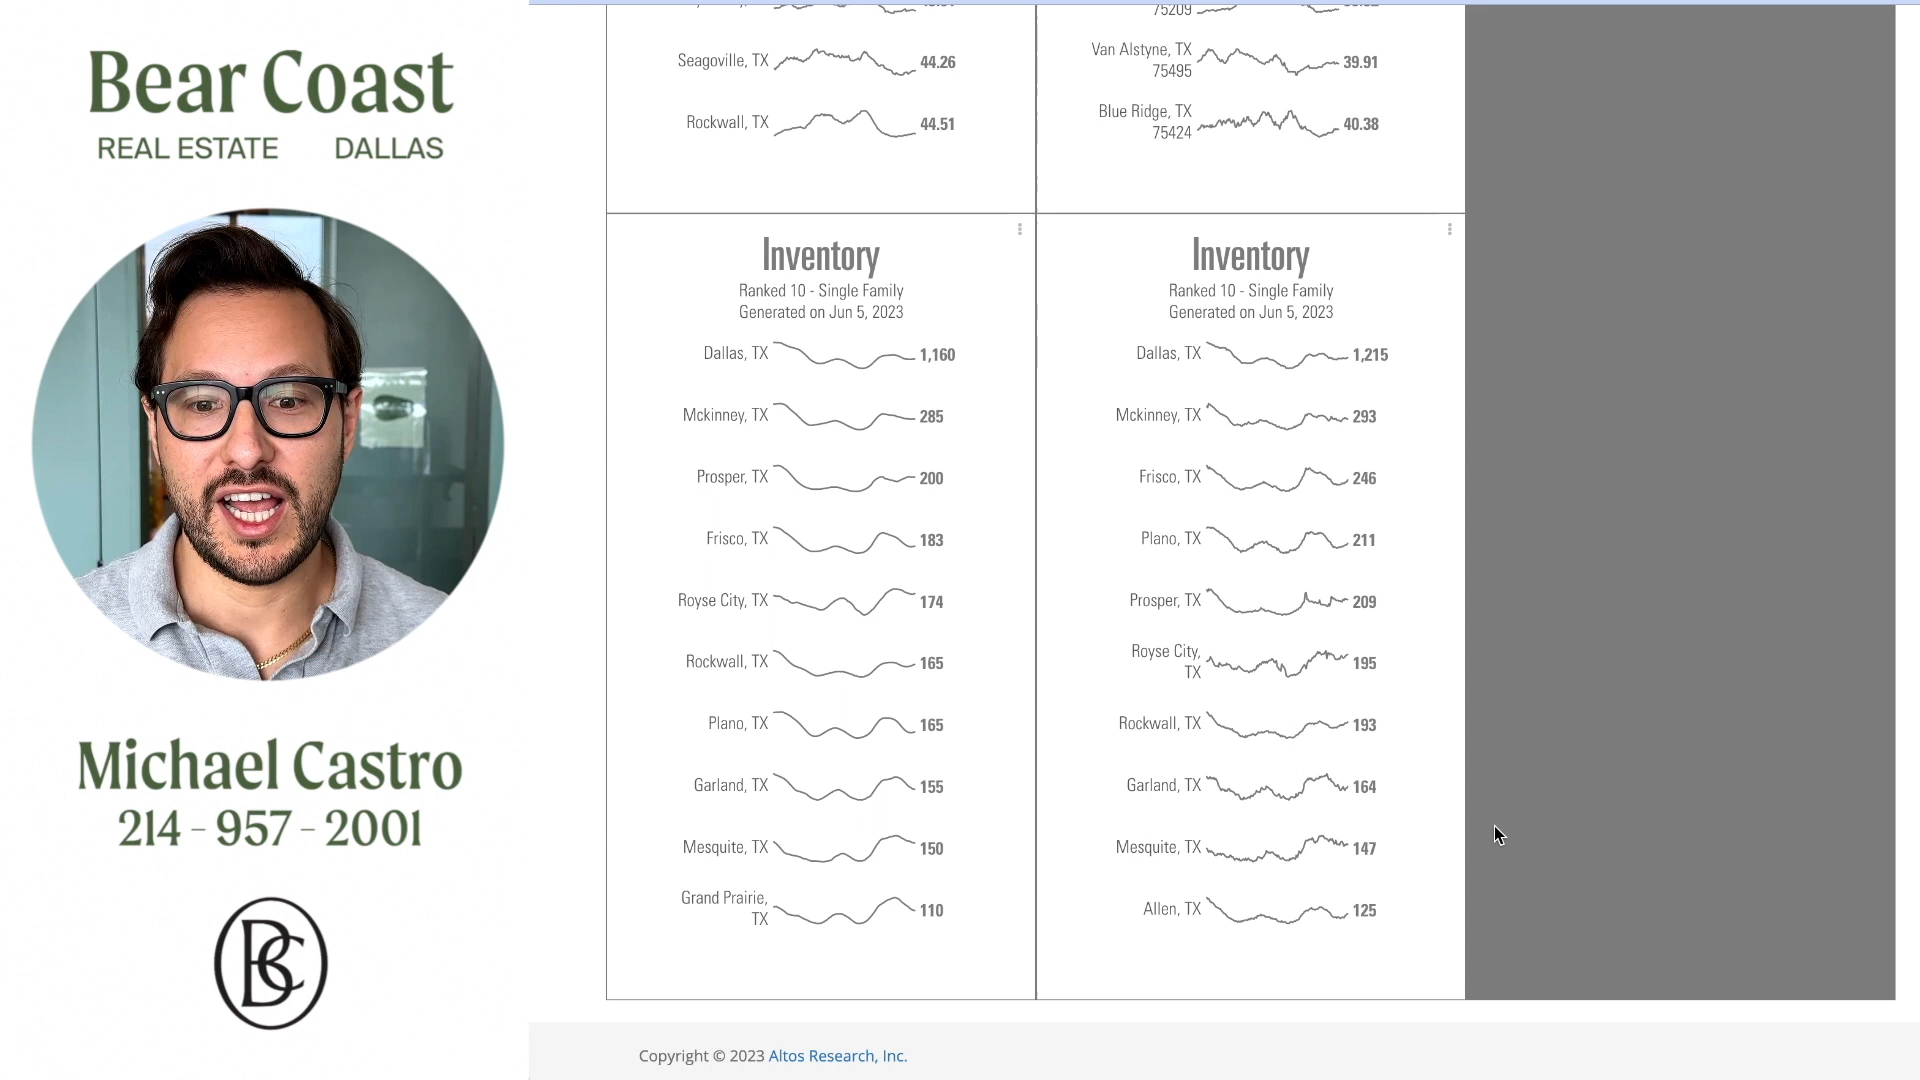 Bear Coast
REAL ESTATE DALLAS
Michael Castro
214 - 957 - 2001
BC
Seagoville, TX 44.26
Rockwall, TX 44.51
75209
Van Alstyne, TX
75495 39.91
Blue Ridge, TX
75424 40.38
Inventory
Ranked 10 - Single Family
Generated on Jun 5, 2023
Dallas, TX 1,160
Mckinney, TX 285
Prosper, TX 200
Frisco, TX 183
Royse City, TX 174
Rockwall, TX 165
Plano, TX 165
Garland, TX 155
Mesquite, TX 150
Grand Prairie,
TX 110
Inventory
Ranked 10 - Single Family
Generated on Jun 5, 2023
Dallas, TX 1,215
Mckinney, TX 293
Frisco, TX 246
Plano, TX 211
Prosper, TX 209
Royse City,
TX 195
Rockwall, TX 193
Garland, TX 164
Mesquite, TX 147
Allen, TX 125
Copyright © 2023 Altos Research, Inc.